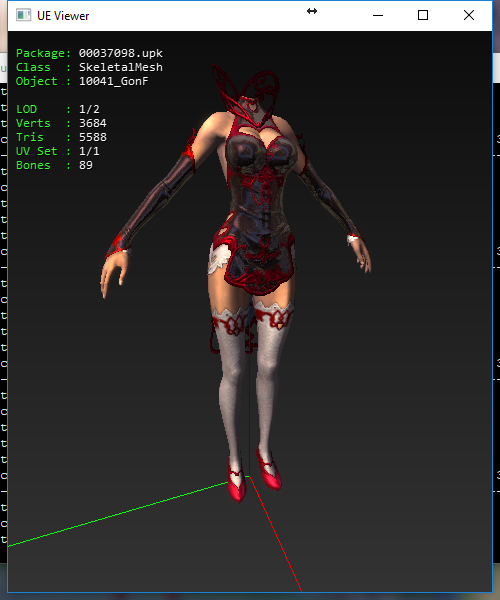 UE Viewer
Package: 00037098.upk
Class : SkeletalMesh
Object : 10041_GonF
LOD : 1/2
Verts : 3684
Tris : 5588
UV Set : 1/1
Bones : 89